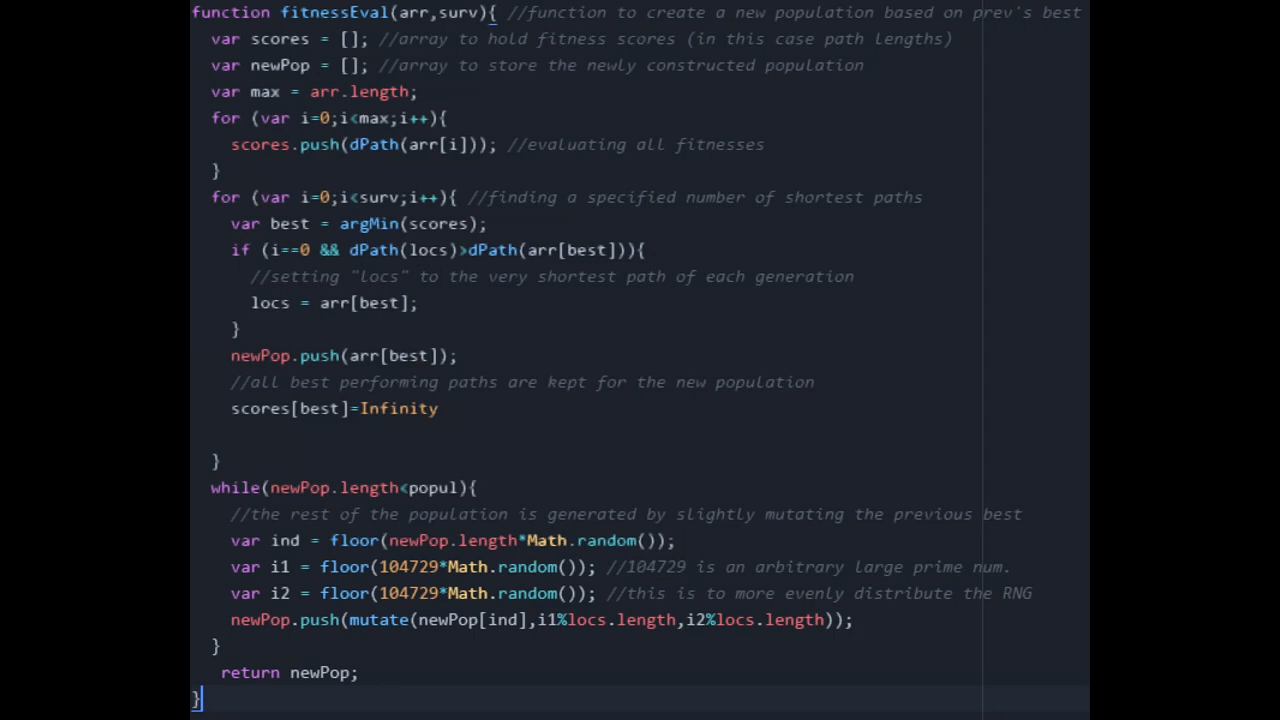 function fitnessEval(arr,surv){ //function to create a new population based on prev's best
var scores = []; //array to hold fitness scores (in this case path lengths)
var newPop = []; //array to store the newly constructed population
var max = arr.length;
for (var i=0;i<max;i++){
scores.push(dPath(arr[i])); //evaluating all fitnesses
}
for (var i=0;i<surv;i++){ //finding a specified number of shortest paths
var best = argMin(scores);
if (i==0 && dPath(locs)>dPath(arr[best])){
//setting "locs" to the very shortest path of each generation
locs = arr[best];
}
newPop.push(arr[best]);
//all best performing paths are kept for the new population
scores[best]=Infinity
}
while(newPop.length<popul){
//the rest of the population is generated by slightly mutating the previous best
var ind = floor(newPop.length*Math.random());
var i1 = floor(104729*Math.random()); //104729 is an arbitrary large prime num.
var i2 = floor(104729*Math.random()); //this is to more evenly distribute the RNG
newPop.push(mutate(newPop[ind],i1%locs.length,i2%locs.length));
}
return newPop;
}